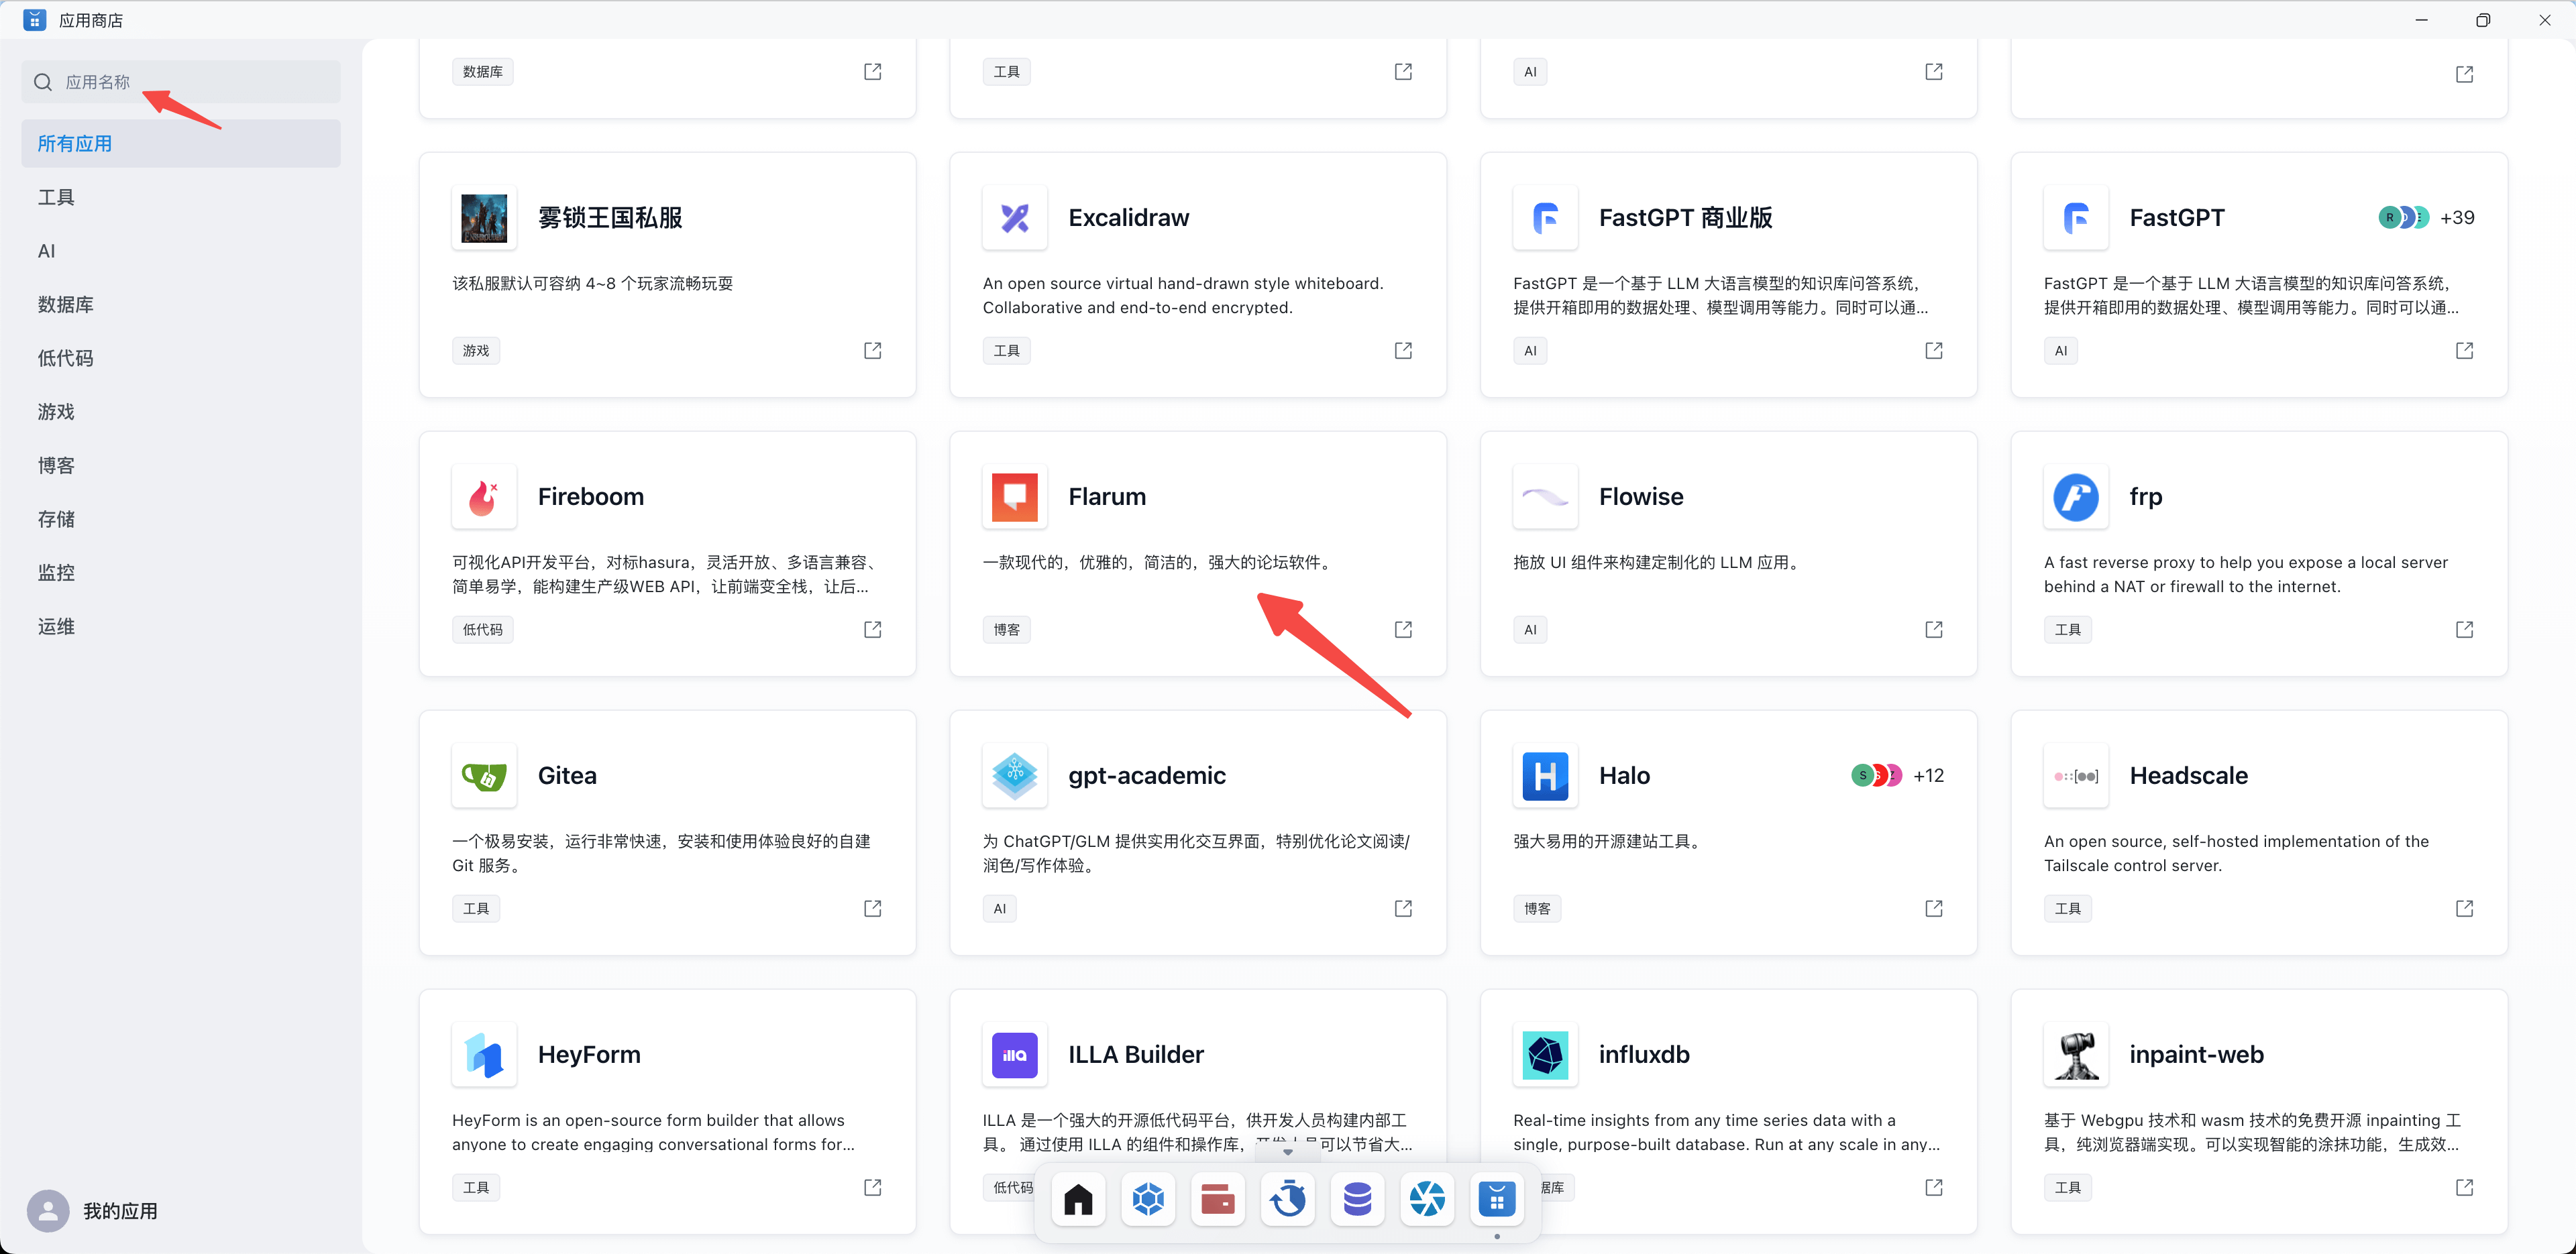 应用商店
应用名称
所有应用
工具
AI
数据库
低代码
游戏
博客
存储
监控
运维
我的应用
数据库
工具
AI
雾锁王国私服
该私服默认可容纳 4~8 个玩家流畅玩耍
游戏
Excalidraw
An open source virtual hand-drawn style whiteboard.
Collaborative and end-to-end encrypted.
工具
FastGPT 商业版
FastGPT 是一个基于 LLM 大语言模型的知识库问答系统，
提供开箱即用的数据处理、模型调用等能力。同时可以通...
AI
FastGPT
R
+39
FastGPT 是一个基于 LLM 大语言模型的知识库问答系统，
提供开箱即用的数据处理、模型调用等能力。同时可以通...
AI
Fireboom
可视化API开发平台，对标hasura，灵活开放、多语言兼容、
简单易学，能构建生产级WEB API，让前端变全栈，让后...
低代码
Flarum
一款现代的，优雅的，简洁的，强大的论坛软件。
博客
Flowise
拖放 UI 组件来构建定制化的 LLM 应用。
AI
frp
A fast reverse proxy to help you expose a local server
behind a NAT or firewall to the internet.
工具
Gitea
一个极易安装，运行非常快速，安装和使用体验良好的自建
Git 服务。
工具
gpt-academic
为 ChatGPT/GLM 提供实用化交互界面，特别优化论文阅读/
润色/写作体验。
AI
Halo
S
+12
强大易用的开源建站工具。
博客
Headscale
An open source, self-hosted implementation of the
Tailscale control server.
工具
HeyForm
HeyForm is an open-source form builder that allows
anyone to create engaging conversational forms for...
工具
illa
ILLA Builder
ILLA 是一个强大的开源低代码平台，供开发人员构建内部工
具。 通过使用 ILLA 的组件和操作库，开发人员可以节省大...
低代码
influxdb
Real-time insights from any time series data with a
single, purpose-built database. Run at any scale in any...
据库
inpaint-web
基于 Webgpu 技术和 wasm 技术的免费开源 inpainting 工
具，纯浏览器端实现。可以实现智能的涂抹功能，生成效...
工具